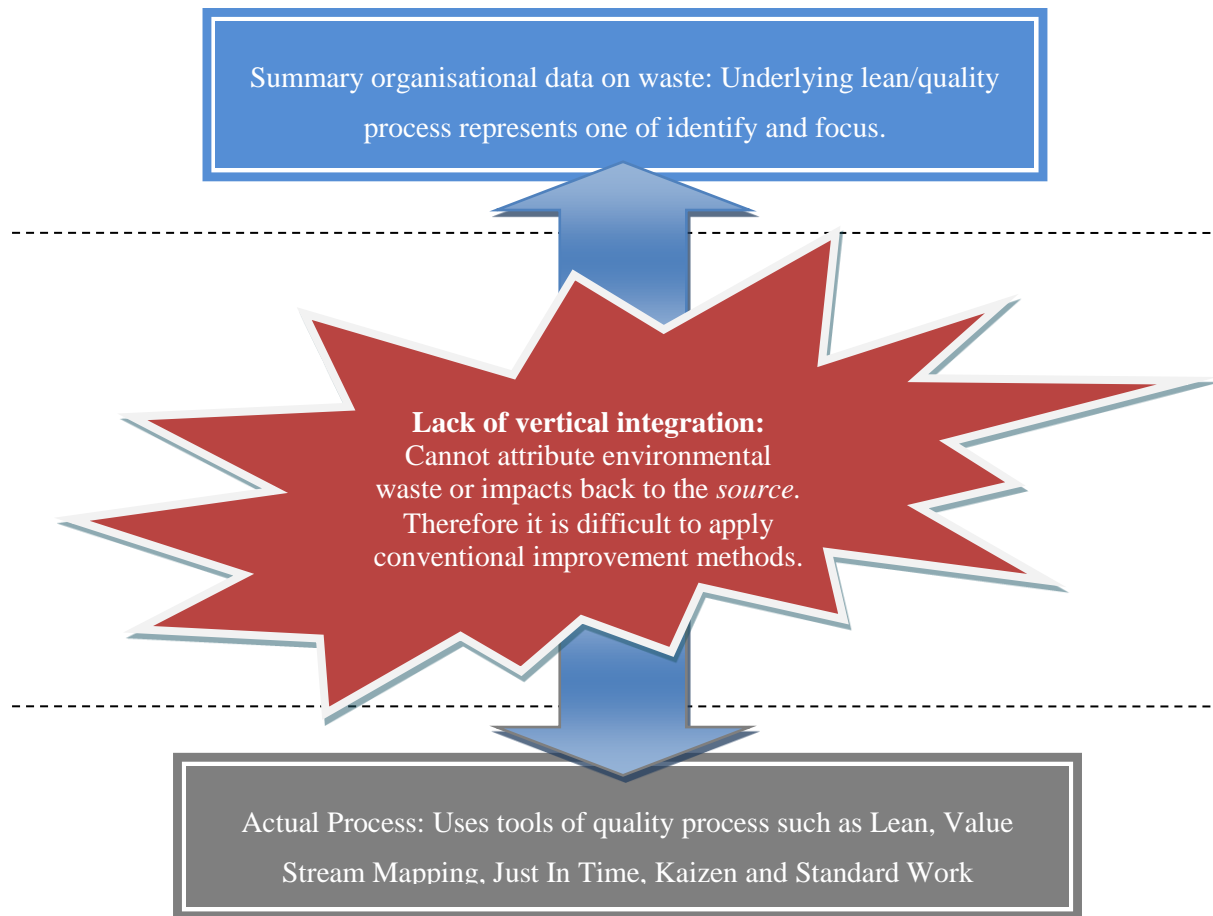 Summary organisational data on waste: Underlying lean/quality
process represents one of identify and focus.
Lack of vertical integration:
Cannot attribute environmental
waste or impacts back to the source.
Therefore it is difficult to apply
conventional improvement methods.
Actual Process: Uses tools of quality process such as Lean, Value
Stream Mapping, Just In Time, Kaizen and Standard Work